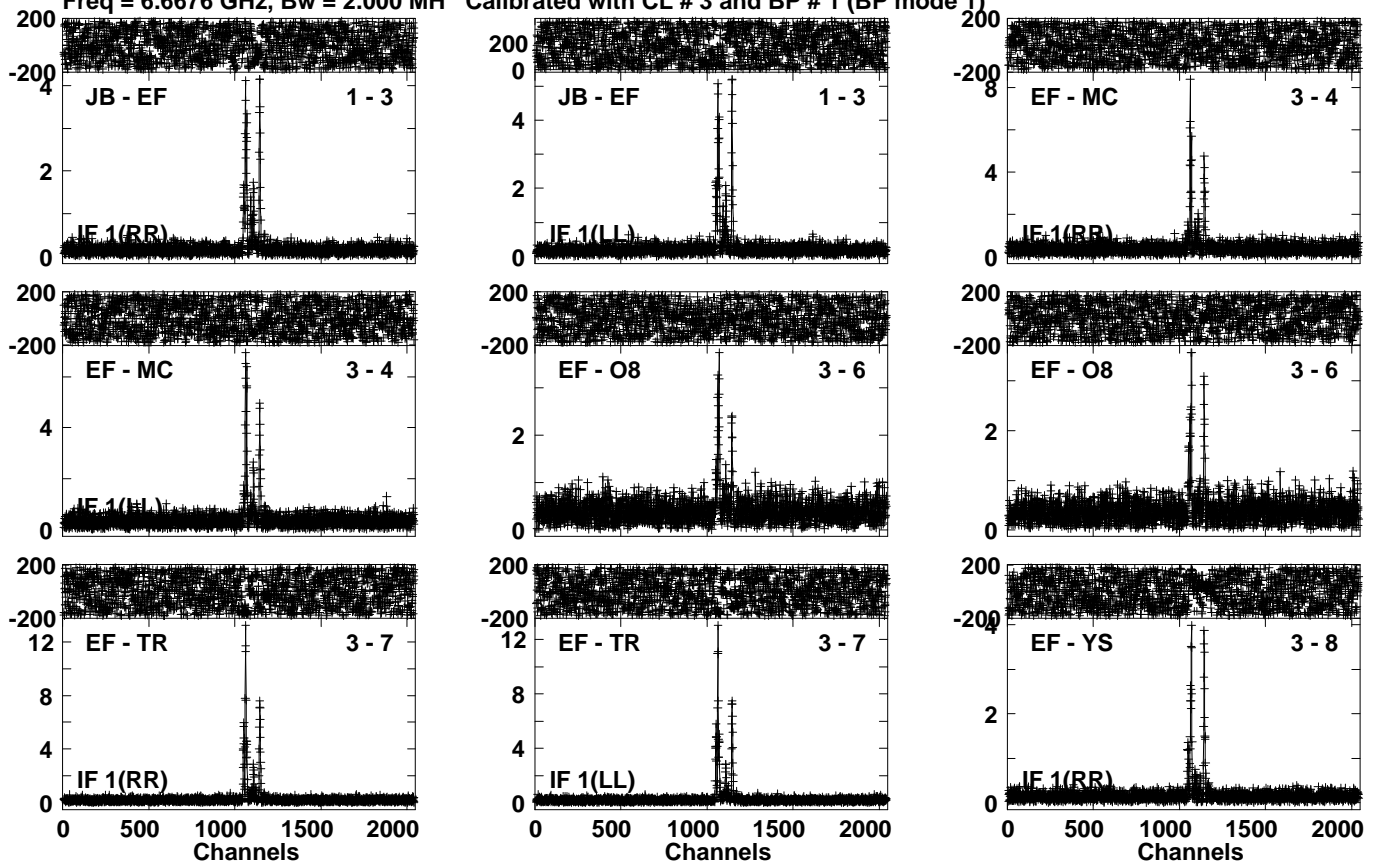 Freq = 6.6676 GHz, Bw = 2.000 MH Calibrated with CL # 3 and BP # 1 (BP mode 1)
200
-200
JB - EF 1 - 3
4
2
0
IF 1(RR)
200
0
JB - EF 1 - 3
4
2
0
IF 1(LL)
200
-200
EF - MC 3 - 4
8
4
0
IF 1(RR)
200
-200
EF - MC 3 - 4
4
0
IF 1(LL)
200
-200
EF - O8 3 - 6
2
0
200
-200
EF - O8 3 - 6
2
0
200
-200
EF - TR 3 - 7
12
8
4
0
IF 1(RR)
0 500 1000 1500 2000
Channels
200
-200
EF - TR 3 - 7
12
8
4
0
IF 1(LL)
0 500 1000 1500 2000
Channels
200
-200
EF - YS 3 - 8
4
2
0
IF 1(RR)
0 500 1000 1500 2000
Channels